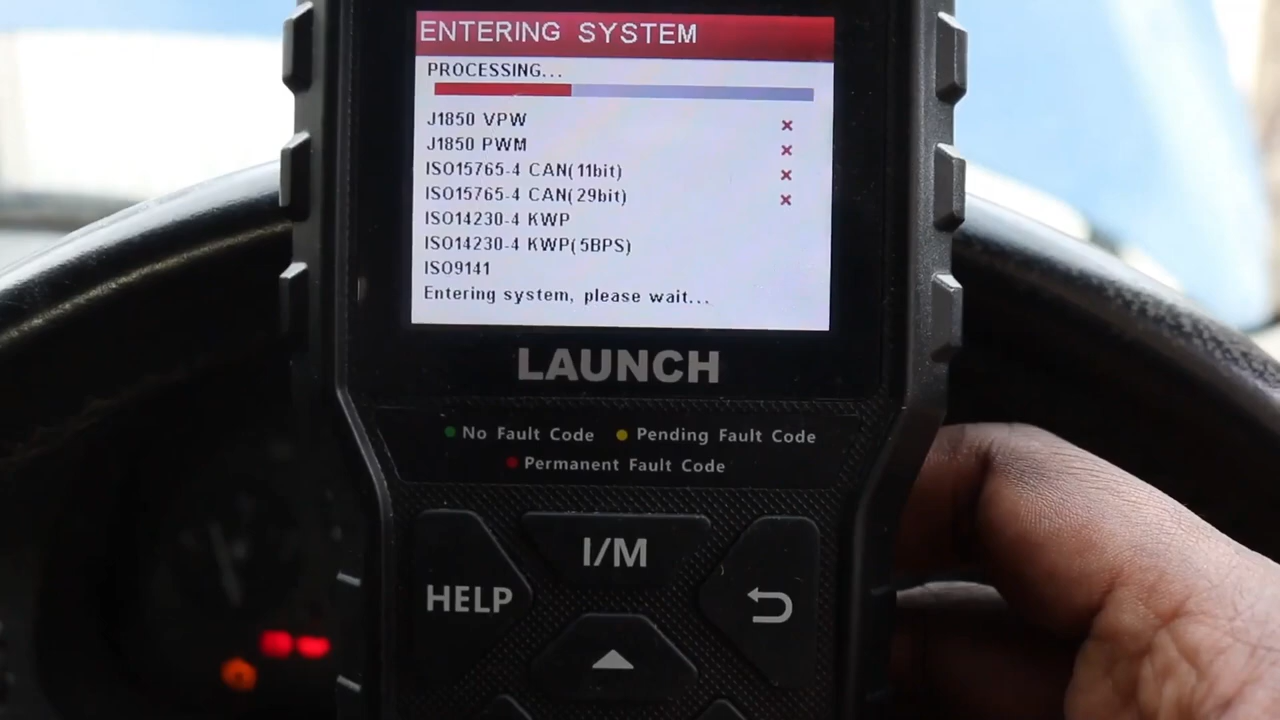 ENTERING SYSTEM
PROCESSING...
J1850 VPW ×
J1850 PWM ×
ISO15765-4 CAN(11bit) ×
ISO15765-4 CAN(29bit) ×
ISO14230-4 KWP
ISO14230-4 KWP(5BPS)
ISO9141
Entering system, please wait...
LAUNCH
No Fault Code Pending Fault Code
Permanent Fault Code
I/M
HELP